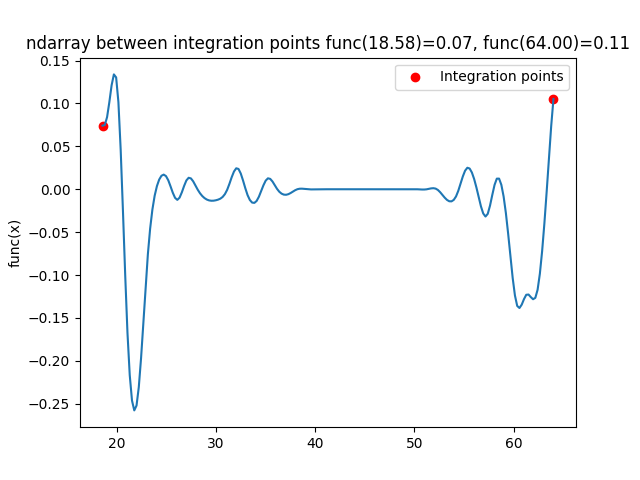 ndarray between integration points func(18.58)=0.07, func(64.00)=0.11
Integration points
func(x)
0.15
0.10
0.05
0.00
−0.05
−0.10
−0.15
−0.20
−0.25
20 30 40 50 60